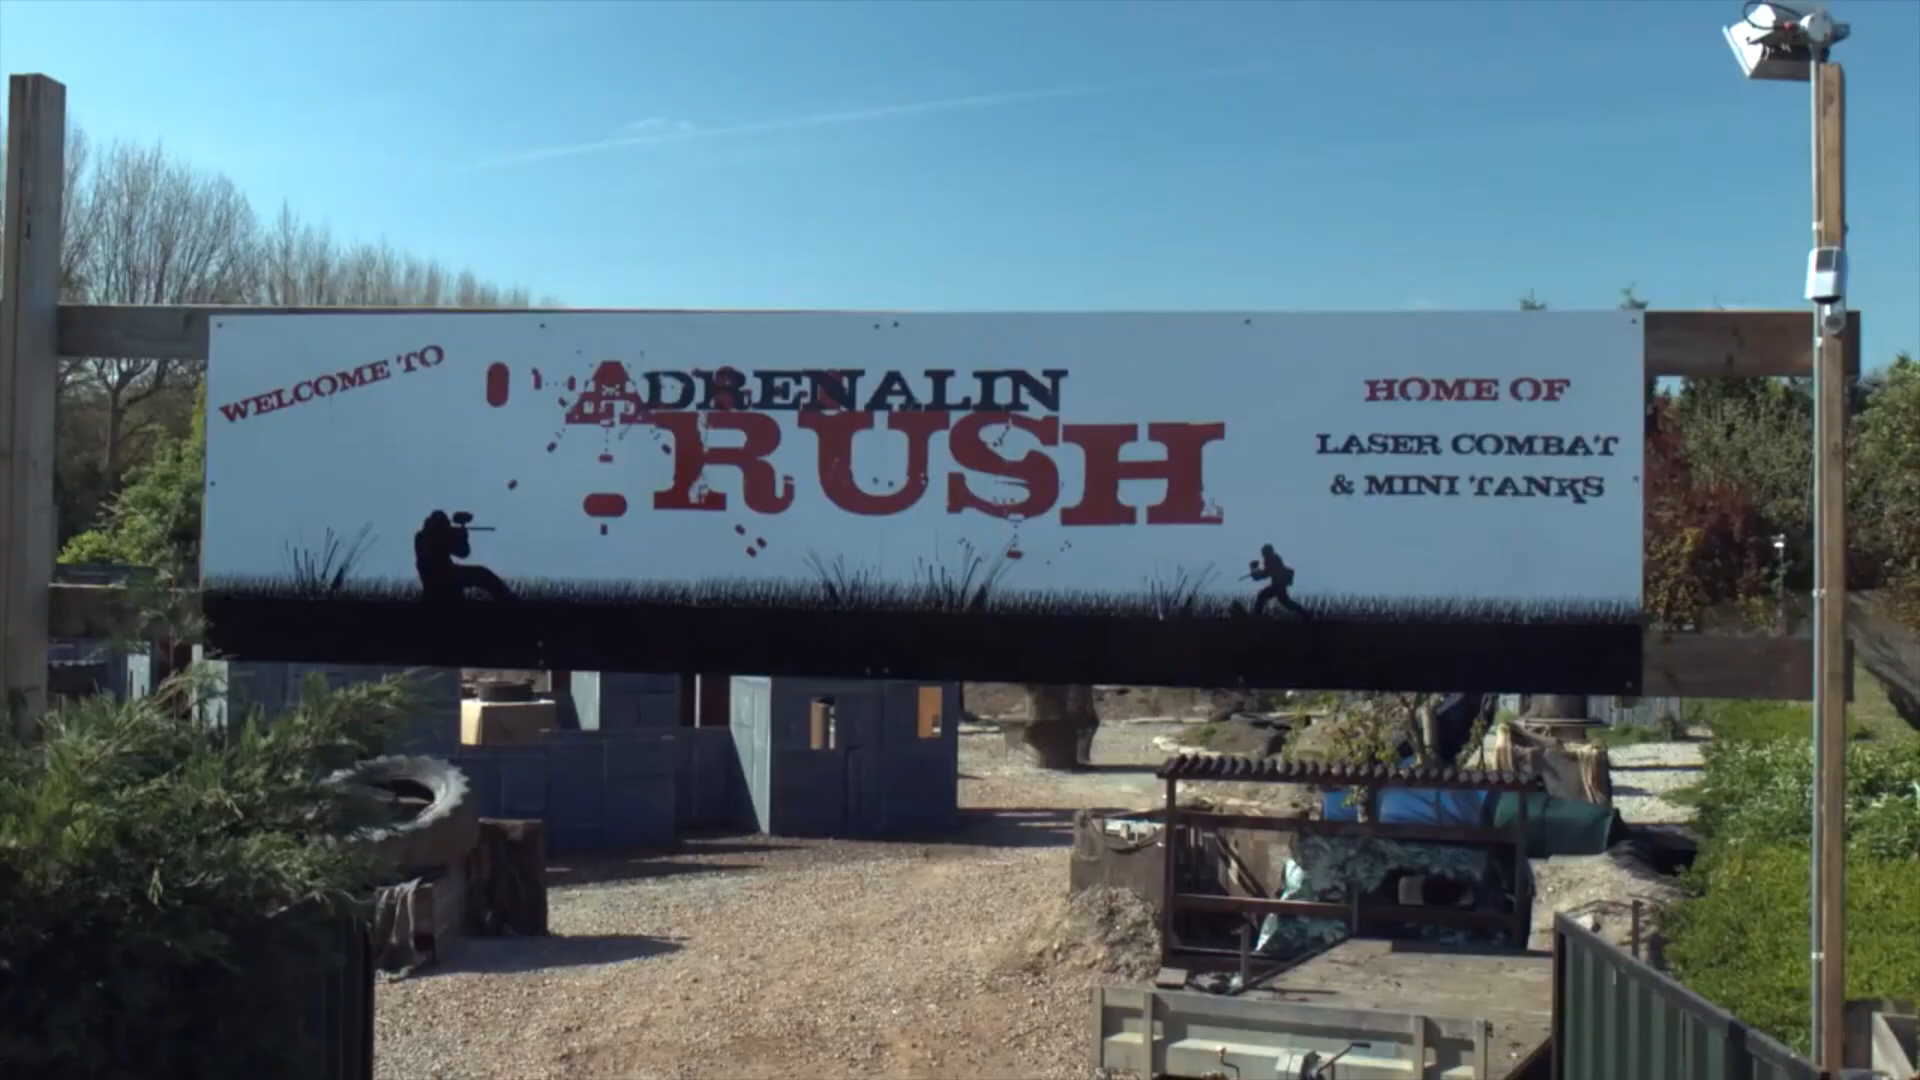 WELCOME TO
ADRENALIN
RUSH
HOME OF
LASER COMBAT
& MINI TANKS